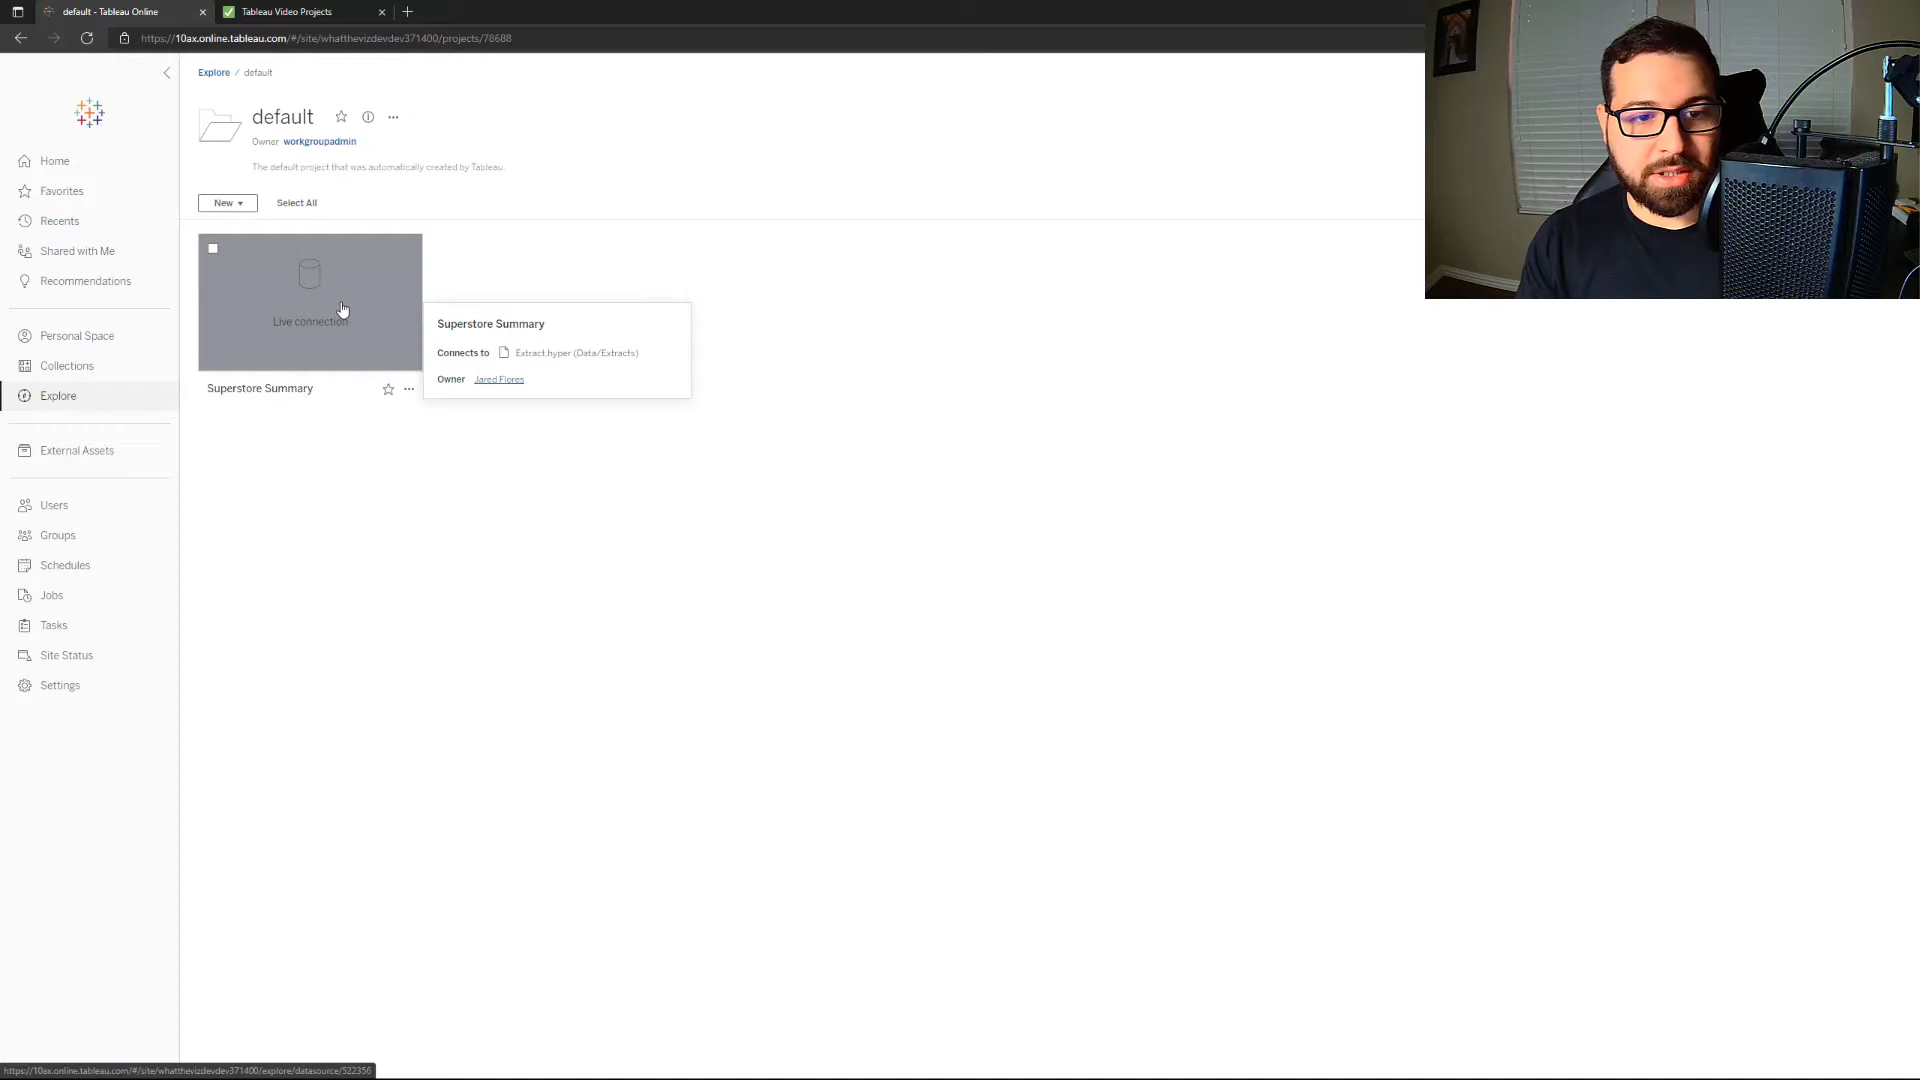 default - Tableau Online
Tableau Video Projects
https://10ax.online.tableau.com/#/site/whatthevizdevdev371400/projects/78688
Explore / default
default
Owner workgroupadmin
The default project that was automatically created by Tableau.
New
Select All
Home
Favorites
Recents
Shared with Me
Recommendations
Personal Space
Collections
Explore
External Assets
Users
Groups
Schedules
Jobs
Tasks
Site Status
Settings
Live connection
Superstore Summary
Superstore Summary
Connects to Extract.hyper (Data/Extracts)
Owner Jared Flores
https://10ax.online.tableau.com/#/site/whatthevizdevdev371400/explore/datasource/522356